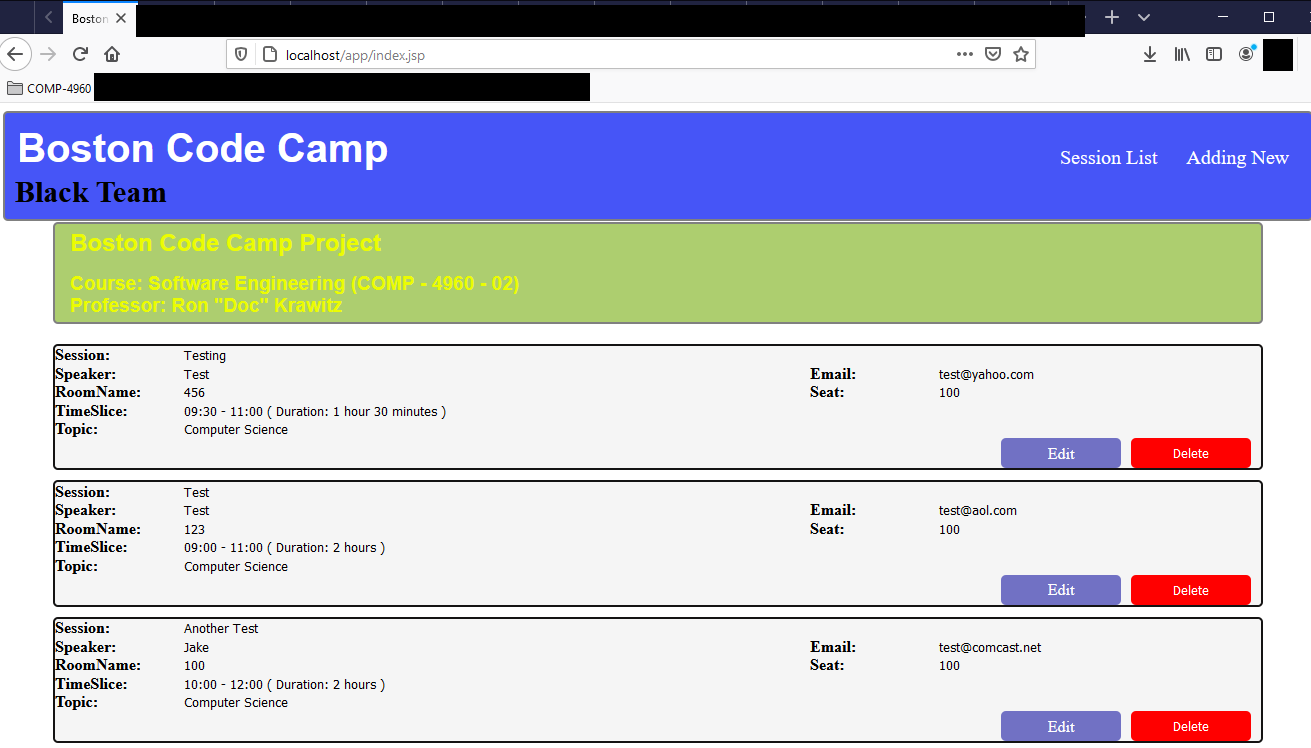 Boston
localhost/app/index.jsp
COMP-4960
Boston Code Camp
Session List Adding New
Black Team
Boston Code Camp Project
Course: Software Engineering (COMP - 4960 - 02)
Professor: Ron "Doc" Krawitz
Session: Testing
Speaker: Test Email: test@yahoo.com
RoomName: 456 Seat: 100
TimeSlice: 09:30 - 11:00 ( Duration: 1 hour 30 minutes )
Topic: Computer Science
Edit Delete
Session: Test
Speaker: Test Email: test@aol.com
RoomName: 123 Seat: 100
TimeSlice: 09:00 - 11:00 ( Duration: 2 hours )
Topic: Computer Science
Edit Delete
Session: Another Test
Speaker: Jake Email: test@comcast.net
RoomName: 100 Seat: 100
TimeSlice: 10:00 - 12:00 ( Duration: 2 hours )
Topic: Computer Science
Edit Delete